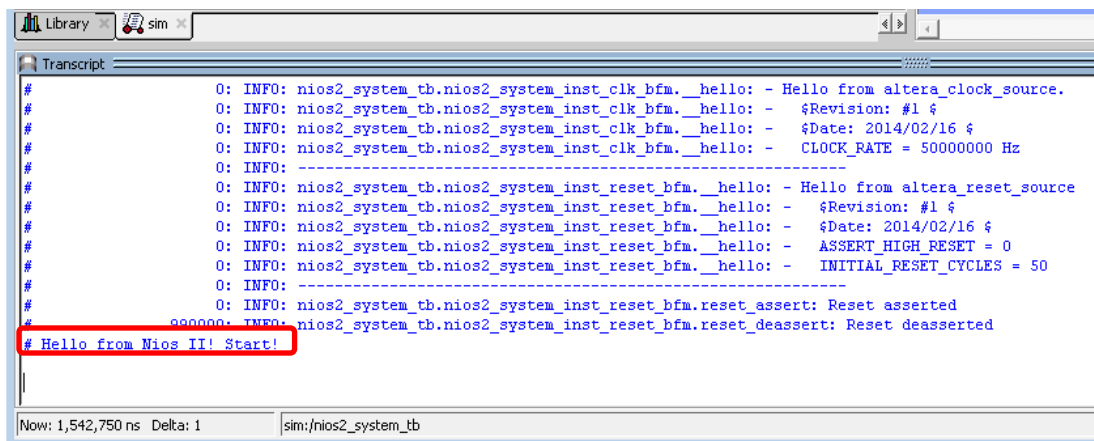 Library sim
Transcript
# 0: INFO: nios2_system_tb.nios2_system_inst_clk_bfm.__hello: - Hello from altera_clock_source.
# 0: INFO: nios2_system_tb.nios2_system_inst_clk_bfm.__hello: - $Revision: #1 $
# 0: INFO: nios2_system_tb.nios2_system_inst_clk_bfm.__hello: - $Date: 2014/02/16 $
# 0: INFO: nios2_system_tb.nios2_system_inst_clk_bfm.__hello: - CLOCK_RATE = 50000000 Hz
# 0: INFO: ------------------------------------------------------------
# 0: INFO: nios2_system_tb.nios2_system_inst_reset_bfm.__hello: - Hello from altera_reset_source
# 0: INFO: nios2_system_tb.nios2_system_inst_reset_bfm.__hello: - $Revision: #1 $
# 0: INFO: nios2_system_tb.nios2_system_inst_reset_bfm.__hello: - $Date: 2014/02/16 $
# 0: INFO: nios2_system_tb.nios2_system_inst_reset_bfm.__hello: - ASSERT_HIGH_RESET = 0
# 0: INFO: nios2_system_tb.nios2_system_inst_reset_bfm.__hello: - INITIAL_RESET_CYCLES = 50
# 0: INFO: ------------------------------------------------------------
# 0: INFO: nios2_system_tb.nios2_system_inst_reset_bfm.reset_assert: Reset asserted
# 990000: INFO: nios2_system_tb.nios2_system_inst_reset_bfm.reset_deassert: Reset deasserted
# Hello from Nios II! Start!
Now: 1,542,750 ns Delta: 1 sim:/nios2_system_tb